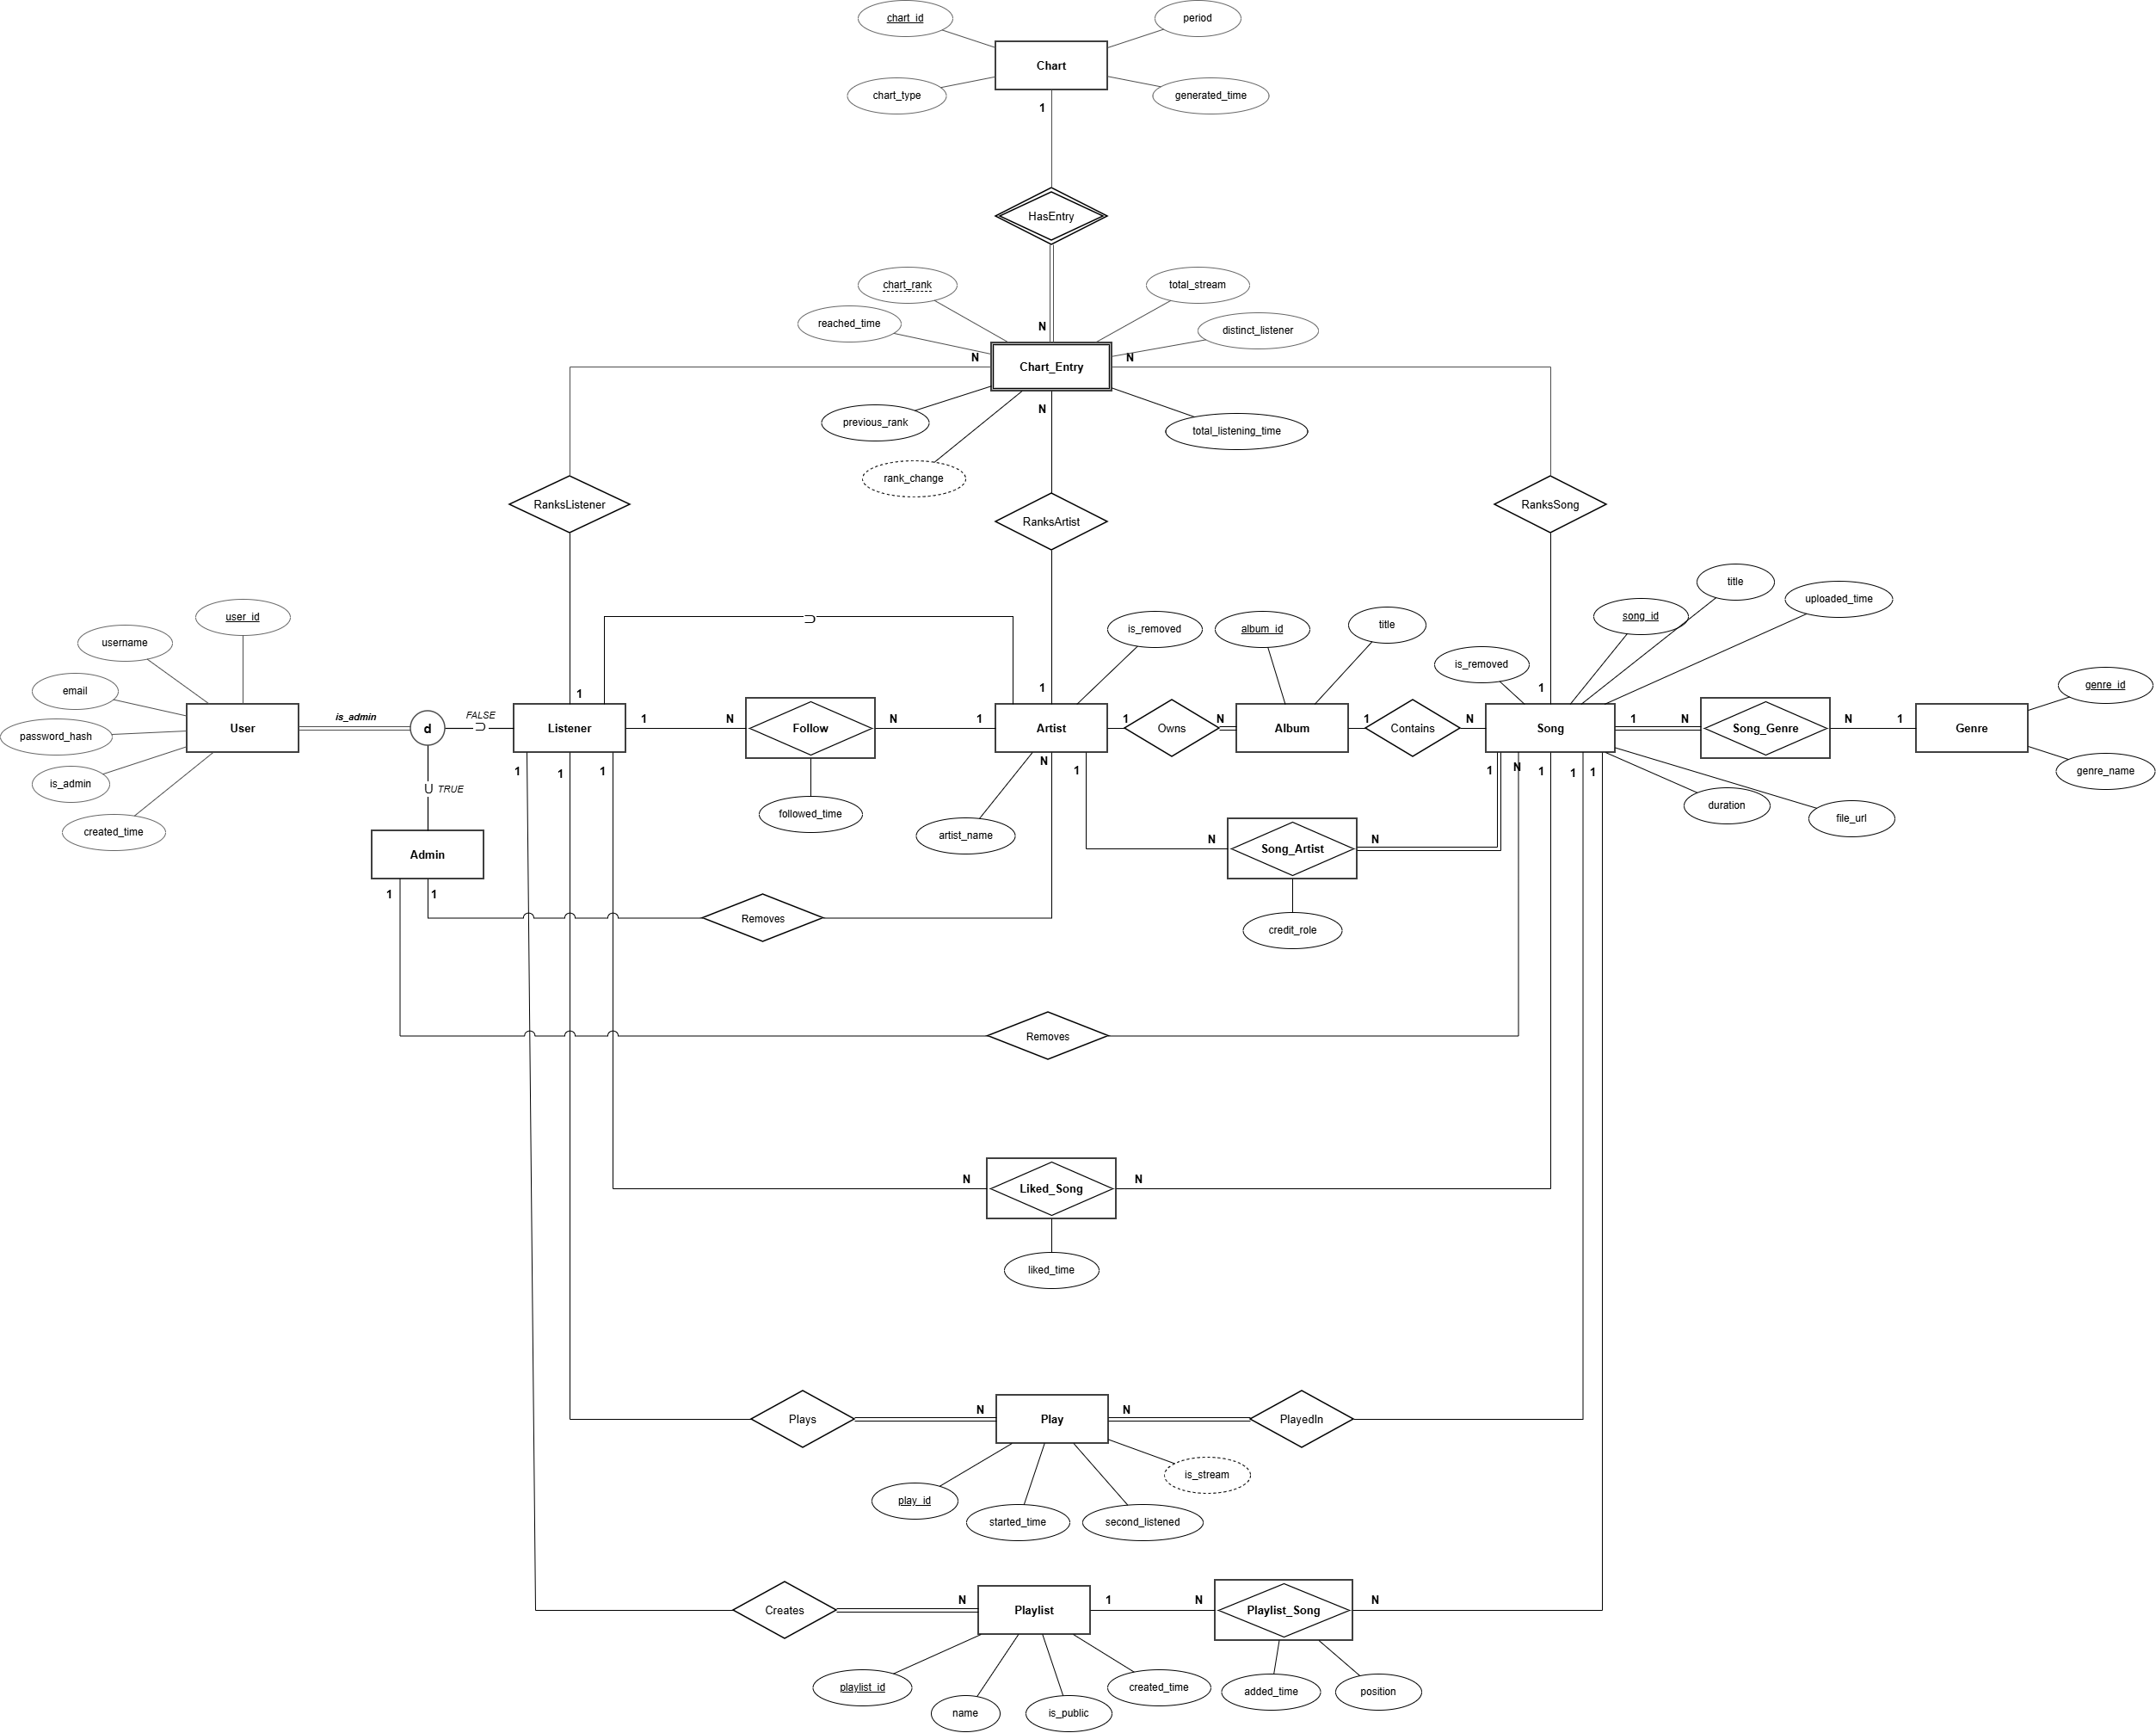 chart_id
period
Chart
chart_type
generated_time
1
HasEntry
chart_rank
total_stream
reached_time
distinct_listener
N
N
Chart_Entry
N
N
previous_rank
total_listening_time
rank_change
RanksListener
RanksArtist
RanksSong
title
uploaded_time
user_id
song_id
username
is_removed
album_id
title
is_removed
genre_id
email
1
1
1
is_admin
FALSE
password_hash
User
d
Listener
1
N
Follow
N
1
Artist
1
Owns
N
Album
1
Contains
N
Song
1
N
Song_Genre
N
1
Genre
is_admin
1
1
1
N
1
1
N
1
1
1
genre_name
TRUE
created_time
followed_time
artist_name
duration
file_url
Admin
N
Song_Artist
N
1
1
Removes
credit_role
Removes
N
Liked_Song
N
liked_time
Plays
N
Play
N
PlayedIn
is_stream
play_id
started_time
second_listened
Creates
N
Playlist
1
N
Playlist_Song
N
playlist_id
created_time
added_time
position
name
is_public